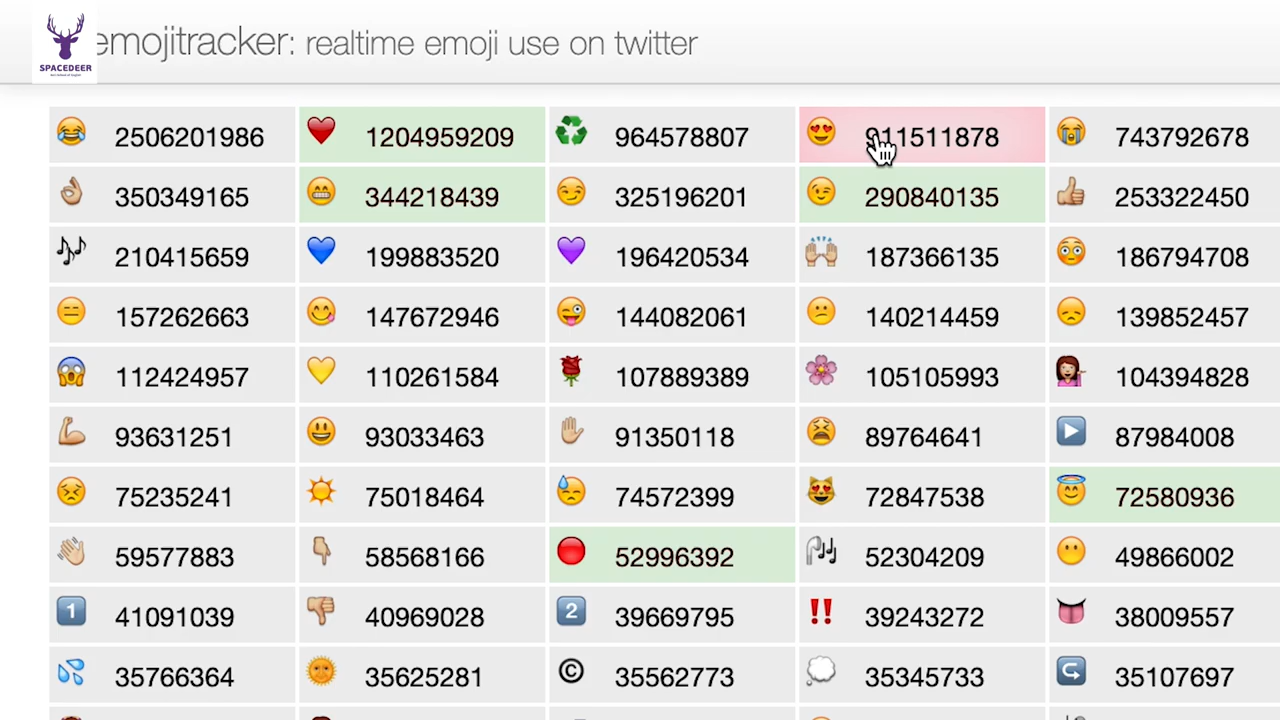 emojitracker: realtime emoji use on twitter
SPACEDEER
2506201986 1204959209 964578807 911511878 743792678
350349165 344218439 325196201 290840135 253322450
210415659 199883520 196420534 187366135 186794708
157262663 147672946 144082061 140214459 139852457
112424957 110261584 107889389 105105993 104394828
93631251 93033463 91350118 89764641 87984008
75235241 75018464 74572399 72847538 72580936
59577883 58568166 52996392 52304209 49866002
41091039 40969028 39669795 39243272 38009557
35766364 35625281 35562773 35345733 35107697